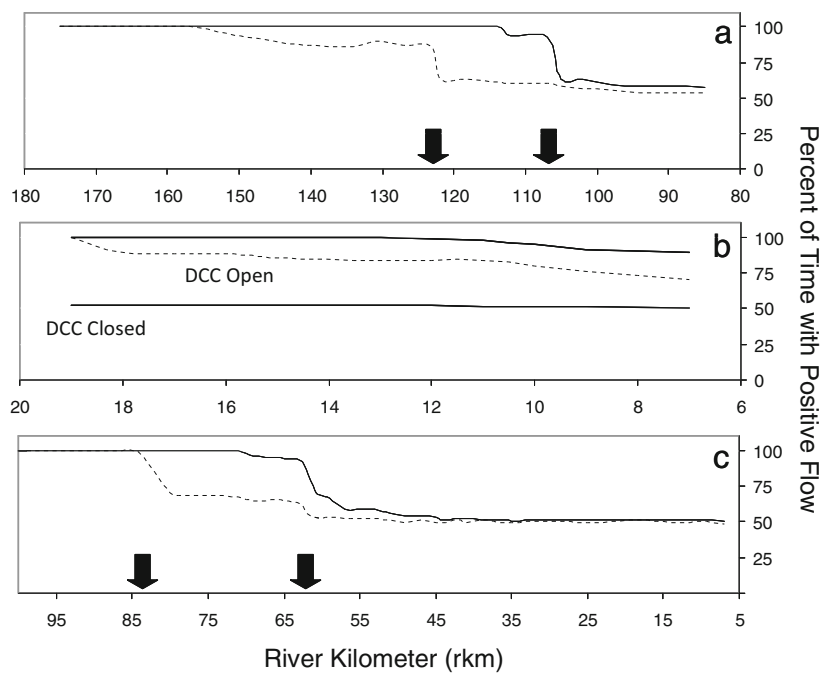 a
100
75
50
25
0
180 170 160 150 140 130 120 110 100 90 80
b
100
75
50
25
0
DCC Open
DCC Closed
20 18 16 14 12 10 8 6
c
100
75
50
25
95 85 75 65 55 45 35 25 15 5
Percent of Time with Positive Flow
River Kilometer (rkm)